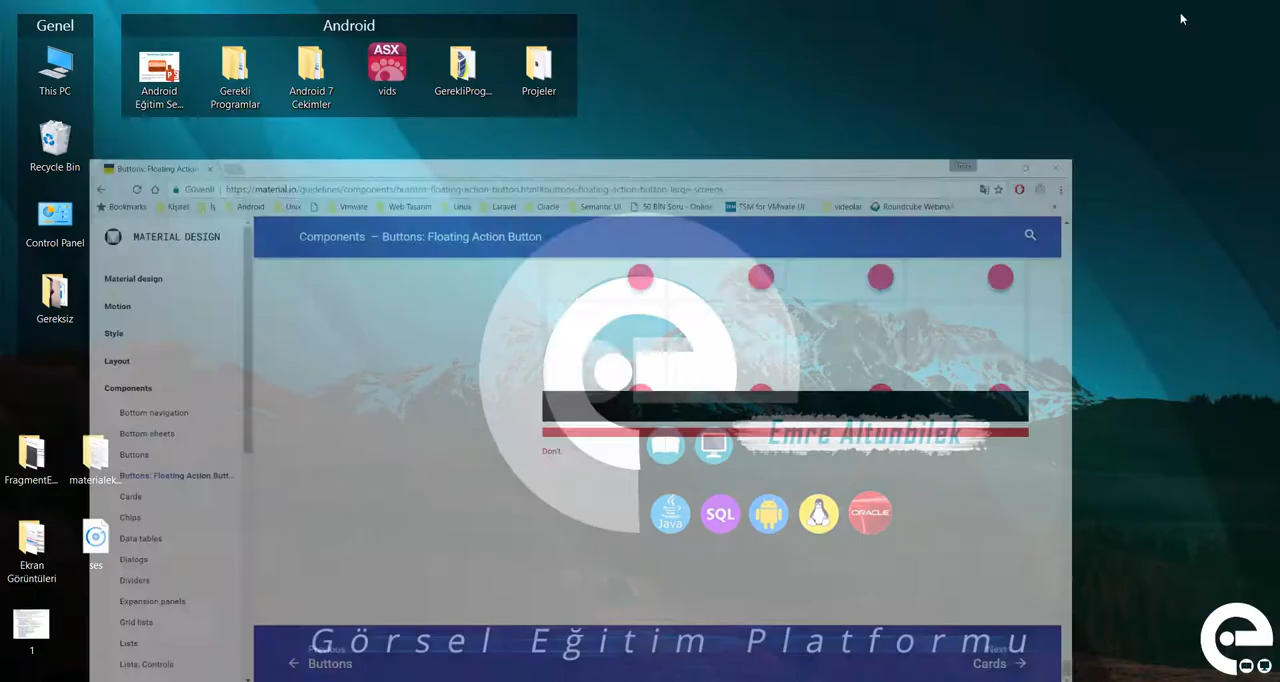 Genel
Android
This PC
Android
Eğitim Se...
Gerekli
Programlar
Android 7
Cekimler
ASX
vids
GerekliProg...
Projeler
Recycle Bin
Control Panel
Gereksiz
FragmentE...
materialek...
Ekran
Görüntüleri
ses
1
Buttons: Floating Action
Güvenli
https://material.io/guidelines/components/buttons-floating-action-button.html#buttons-floating-action-button-large-screens
Bookmarks
Kişisel
İş
Android
Unix
Vmware
Web Tasarım
Linux
Laravel
Oracle
Semantic UI
50 BİN Soru - Online
TSM for VMware UI
videolar
Roundcube Webma
MATERIAL DESIGN
Components – Buttons: Floating Action Button
Material design
Motion
Style
Layout
Components
Bottom navigation
Bottom sheets
Buttons
Buttons: Floating Action Butt...
Cards
Chips
Data tables
Dialogs
Dividers
Expansion panels
Grid lists
Lists
Lists: Controls
Don't.
Emre Altunbilek
Java
SQL
ORACLE
Görsel Eğitim Platformu
Previous
Buttons
Next
Cards